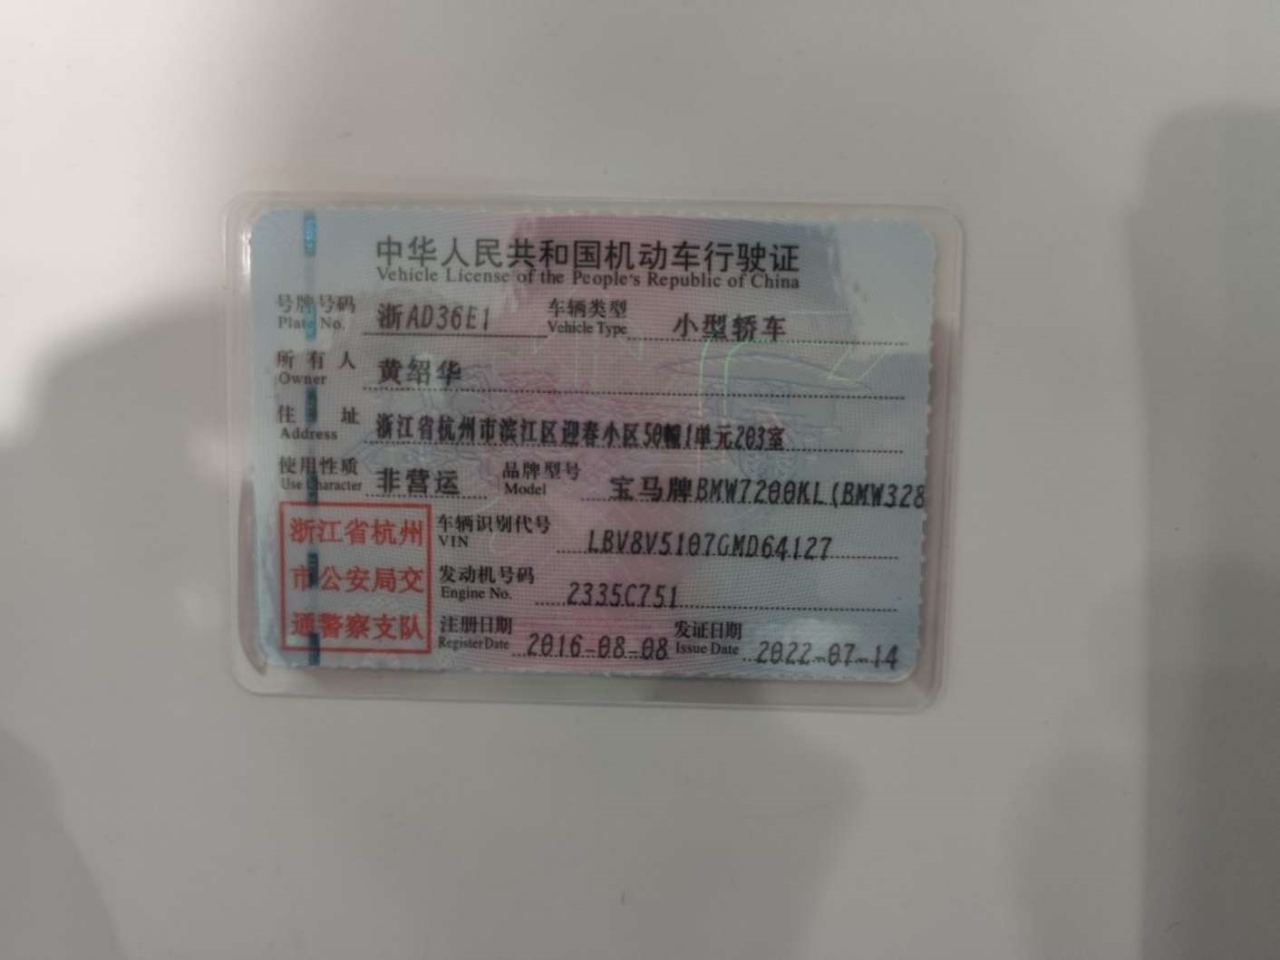 中华人民共和国机动车行驶证
Vehicle License of the People's Republic of China
号牌号码 浙AD36E1 车辆类型 小型轿车
Plate No. Vehicle Type
所有人 黄绍华
Owner
住址 浙江省杭州市滨江区迎春小区50幢1单元203室
Address
使用性质 非营运 品牌型号 宝马牌BMW7200KL(BMW328
Use Character Model
浙江省杭州
市公安局交
通警察支队
车辆识别代号 LBV8V5107GMD64127
VIN
发动机号码 2335C751
Engine No.
注册日期 2016-08-08 发证日期 2022-07-14
Register Date Issue Date